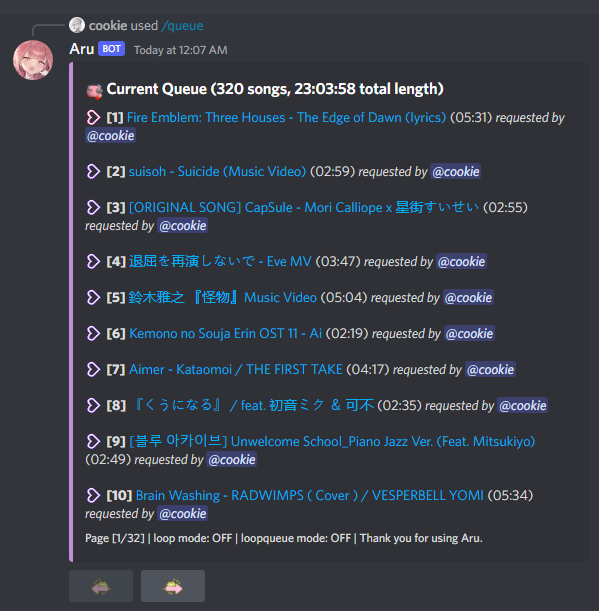 cookie used /queue
Aru BOT Today at 12:07 AM
Current Queue (320 songs, 23:03:58 total length)
[1] Fire Emblem: Three Houses - The Edge of Dawn (lyrics) (05:31) requested by
@cookie
[2] suisoh - Suicide (Music Video) (02:59) requested by @cookie
[3] [ORIGINAL SONG] CapSule - Mori Calliope x 星街すいせい (02:55)
requested by @cookie
[4] 退屈を再演しないで - Eve MV (03:47) requested by @cookie
[5] 鈴木雅之 『怪物』Music Video (05:04) requested by @cookie
[6] Kemono no Souja Erin OST 11 - Ai (02:19) requested by @cookie
[7] Aimer - Kataomoi / THE FIRST TAKE (04:17) requested by @cookie
[8] 『くうになる』 / feat. 初音ミク & 可不 (02:35) requested by @cookie
[9] [블루 아카이브] Unwelcome School_Piano Jazz Ver. (Feat. Mitsukiyo)
(02:49) requested by @cookie
[10] Brain Washing - RADWIMPS ( Cover ) / VESPERBELL YOMI (05:34)
requested by @cookie
Page [1/32] | loop mode: OFF | loopqueue mode: OFF | Thank you for using Aru.